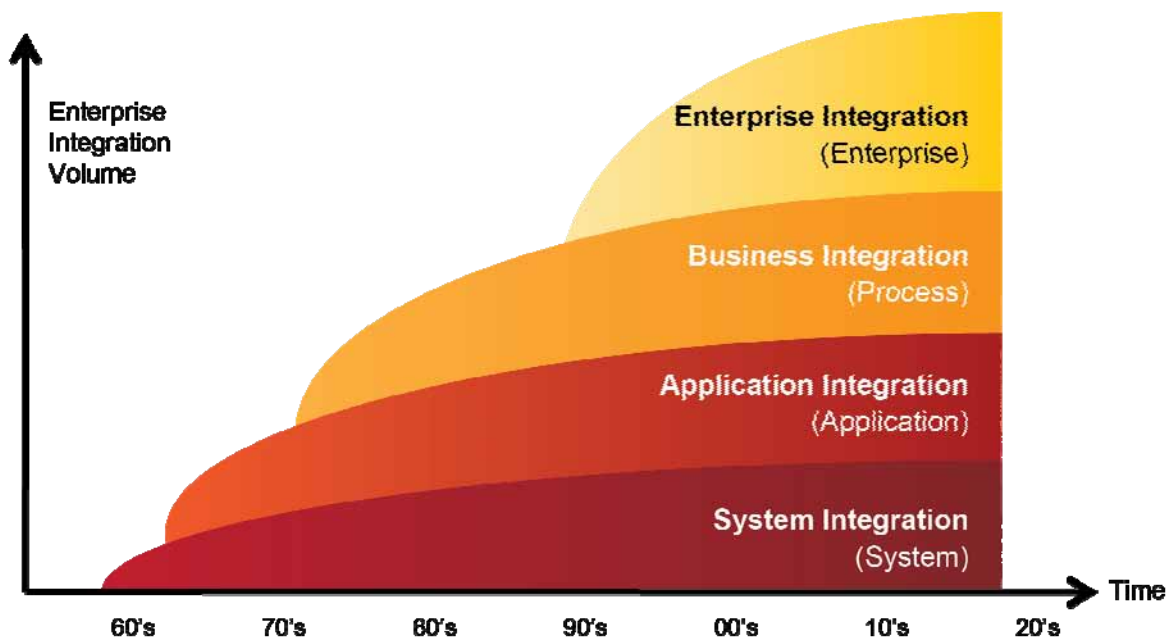 Enterprise
Integration
Volume
Enterprise Integration
(Enterprise)
Business Integration
(Process)
Application Integration
(Application)
System Integration
(System)
Time
60's 70's 80's 90's 00's 10's 20's